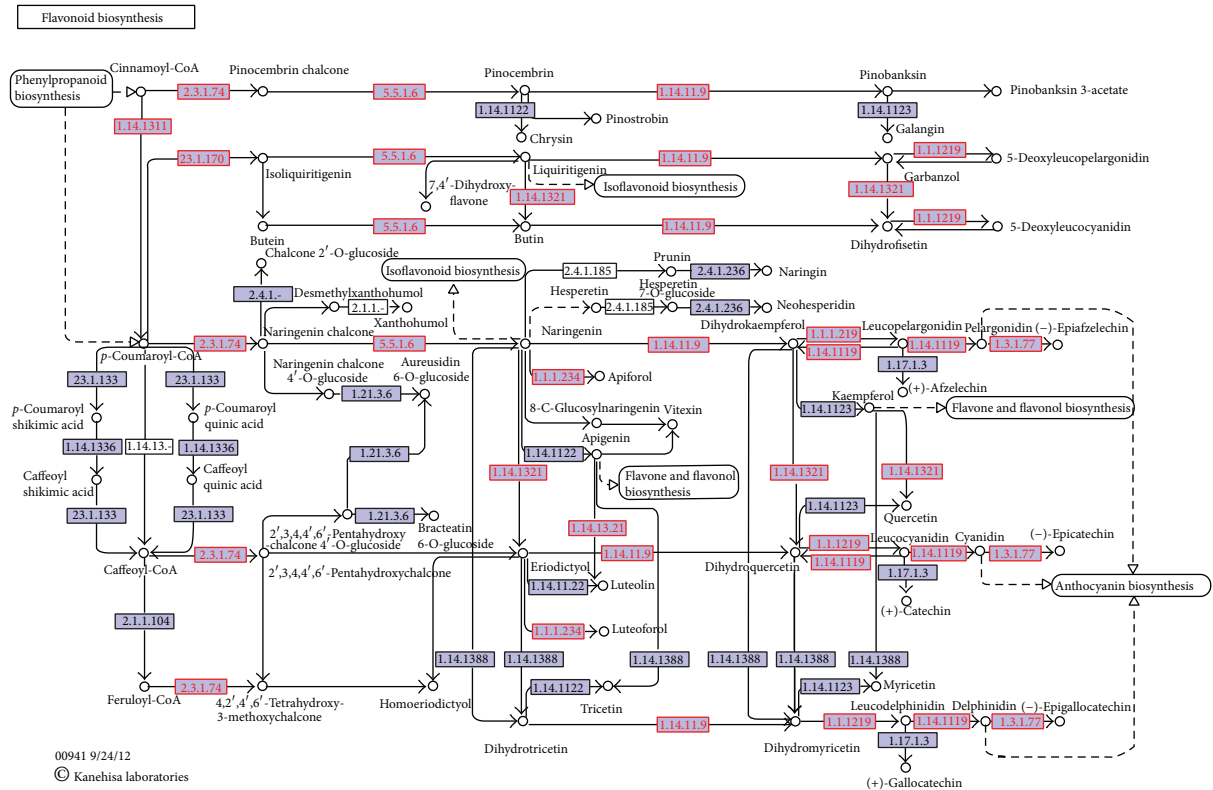 Flavonoid biosynthesis
Phenylpropanoid
biosynthesis
Cinnamoyl-CoA
2.3.1.74
Pinocembrin chalcone
5.5.1.6
Pinocembrin
1.14.11.9
Pinobanksin
Pinobanksin 3-acetate
1.14.1311
1.14.1122
Pinostrobin
Chrysin
1.14.1123
Galangin
23.1.170
Isoliquiritigenin
5.5.1.6
Liquiritigenin
1.14.11.9
Garbanzol
1.1.1219
5-Deoxyleucopelargonidin
7,4′-Dihydroxy-
flavone
Isoflavonoid biosynthesis
1.14.1321
1.14.1321
Butein
5.5.1.6
Butin
1.14.11.9
Dihydrofisetin
1.1.1219
5-Deoxyleucocyanidin
Chalcone 2′-O-glucoside
2.4.1.-
Isoflavonoid biosynthesis
2.4.1.185
Prunin
2.4.1.236
Naringin
Desmethylxanthohumol
2.1.1.-
Xanthohumol
Hesperetin
2.4.1.185
Hesperetin
7-O-glucoside
2.4.1.236
Neohesperidin
p-Coumaroyl-CoA
2.3.1.74
Naringenin chalcone
5.5.1.6
Naringenin
1.14.11.9
Dihydrokaempferol
1.1.1.219
1.14.1119
Leucopelargonidin
1.14.1119
Pelargonidin
1.3.1.77
(−)-Epiafzelechin
1.17.1.3
(+)-Afzelechin
23.1.133
23.1.133
Naringenin chalcone
4′-O-glucoside
1.21.3.6
Aureusidin
6-O-glucoside
1.1.1.234
Apiforol
Kaempferol
1.14.1123
Flavone and flavonol biosynthesis
p-Coumaroyl
shikimic acid
p-Coumaroyl
quinic acid
8-C-Glucosylnaringenin
Vitexin
1.14.1336
1.14.13.-
1.14.1336
1.21.3.6
1.14.1122
Apigenin
Caffeoyl
shikimic acid
Caffeoyl
quinic acid
1.14.1321
Flavone and flavonol
biosynthesis
1.14.1321
1.14.1321
23.1.133
23.1.133
1.21.3.6
Bracteatin
6-O-glucoside
1.14.13.21
1.14.1123
Quercetin
2′,3,4,4′,6′-Pentahydroxy
-chalcone 4′-O-glucoside
Caffeoyl-CoA
2.3.1.74
2′,3,4,4′,6′-Pentahydroxychalcone
Eriodictyol
1.14.11.9
Dihydroquercetin
1.1.1219
1.14.1119
Leucocyanidin
1.14.1119
Cyanidin
1.3.1.77
(−)-Epicatechin
1.17.1.3
(+)-Catechin
Anthocyanin biosynthesis
1.14.11.22
Luteolin
2.1.1.104
1.1.1.234
Luteoforol
1.14.1388
1.14.1388
1.14.1388
1.14.1388
1.14.1388
1.14.1388
Feruloyl-CoA
2.3.1.74
4,2′,4′,6′-Tetrahydroxy-
3-methoxychalcone
Homoeriodictyol
1.14.1122
Tricetin
1.14.1123
Myricetin
Dihydrotricetin
1.14.11.9
Dihydromyricetin
1.1.1219
Leucodelphinidin
1.14.1119
Delphinidin
1.3.1.77
(−)-Epigallocatechin
1.17.1.3
(+)-Gallocatechin
00941 9/24/12
© Kanehisa laboratories